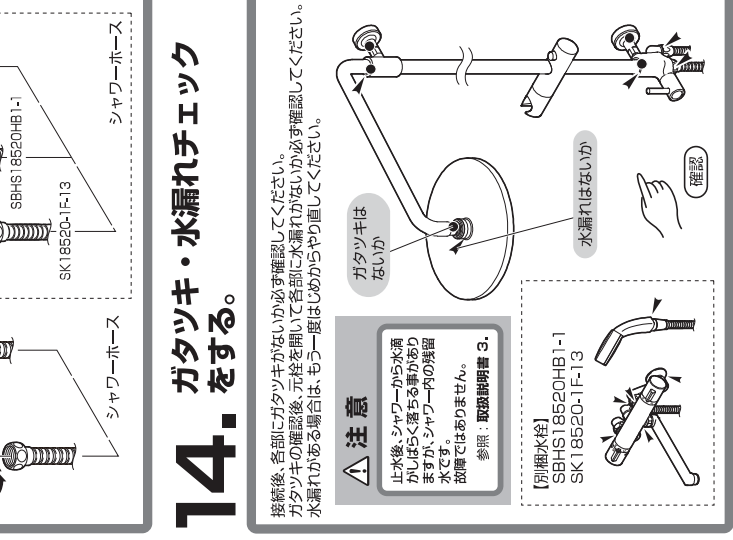 SBHS18520HB1-1
SK18520-1F-13
シャワーホース
シャワーホース
14. ガタツキ・水漏れチェック
をする。
接続後、各部にガタツキがないか必ず確認してください。
ガタツキの確認後、元栓を開いて各部に水漏れがないか必ず確認してください。
水漏れがある場合は、もう一度はじめからやり直してください。
注意
止水後、シャワーから水滴
がしばらく落ちる事があり
ますが、シャワー内の残留
水です。
故障ではありません。
参照：取扱説明書 3.
ガタツキは
ないか
水漏れはないか
確認
【別梱水栓】
SBHS18520HB1-1
SK18520-1F-13